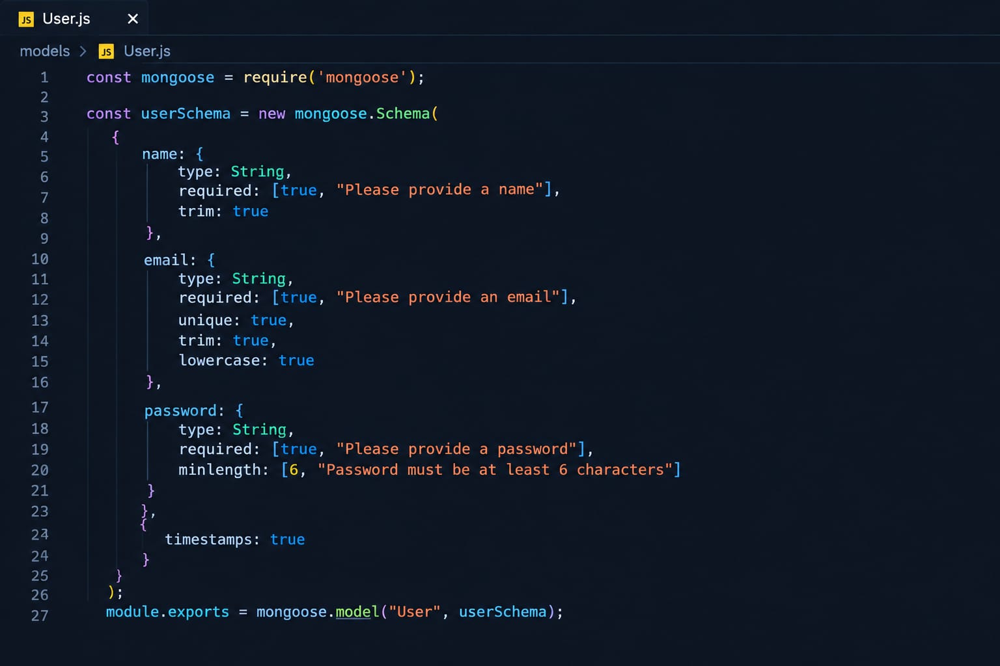 JS User.js ×
models > JS User.js
1 const mongoose = require('mongoose');
2
3 const userSchema = new mongoose.Schema(
4 {
5 name: {
6 type: String,
7 required: [true, "Please provide a name"],
8 trim: true
9 },
10 email: {
11 type: String,
12 required: [true, "Please provide an email"],
13 unique: true,
14 trim: true,
15 lowercase: true
16 },
17 password: {
18 type: String,
19 required: [true, "Please provide a password"],
20 minlength: [6, "Password must be at least 6 characters"]
21 }
23 },
{
24 timestamps: true
24 }
25 }
26 );
27 module.exports = mongoose.model("User", userSchema);